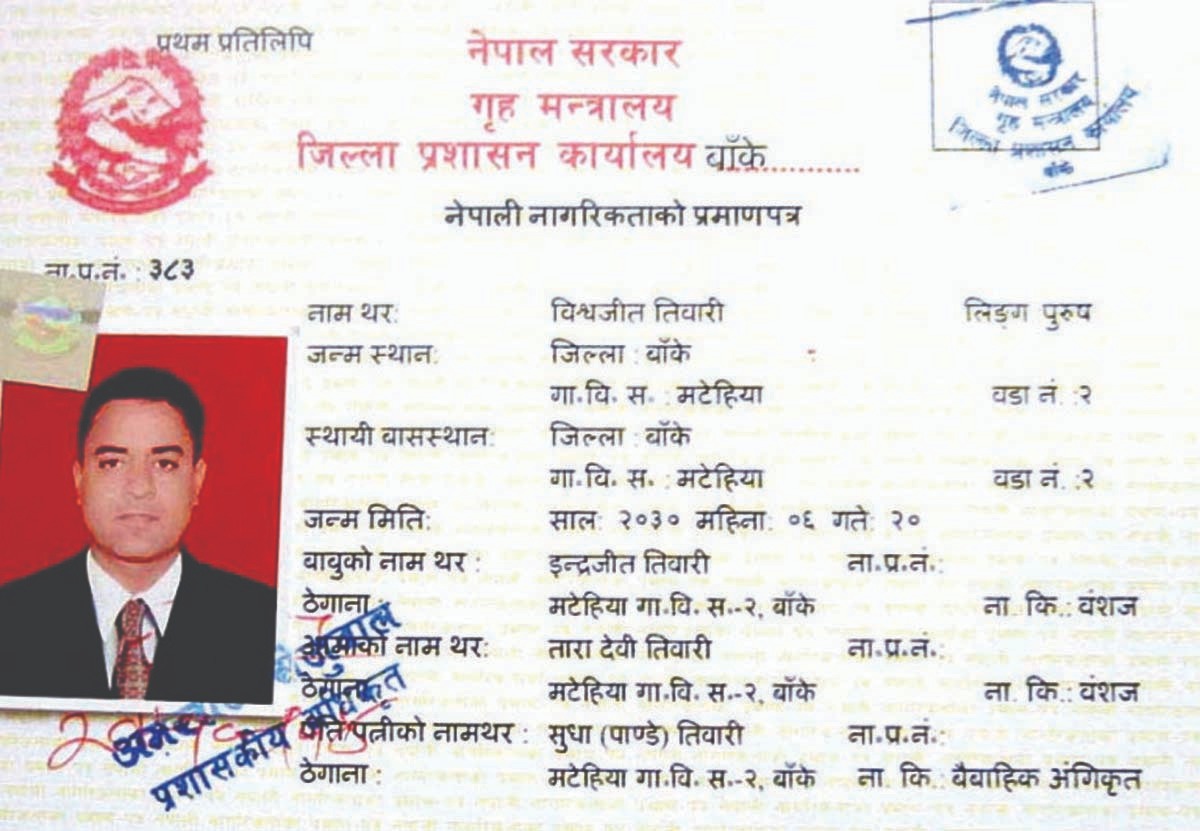 प्रथम प्रतिलिपि
नेपाल सरकार
गृह मन्त्रालय
जिल्ला प्रशासन कार्यालय बाँके............
नेपाली नागरिकताको प्रमाणपत्र
नेपाल सरकार
गृह मन्त्रालय
जिल्ला प्रशासन कार्यालय
बाँके
ना.प्र.नं. : ३८३
नाम थर: विश्वजीत तिवारी लिङ्ग पुरुष
जन्म स्थान: जिल्ला : बाँके
गा.वि. स. : मटेहिया वडा नं. :२
स्थायी बासस्थान: जिल्ला : बाँके
गा.वि. स. : मटेहिया वडा नं. :२
जन्म मिति: साल: २०३० महिना: ०६ गते: २०
बाबुको नाम थर : इन्द्रजीत तिवारी ना.प्र.नं.:
ठेगाना : मटेहिया गा.वि. स.-२, बाँके ना. कि.: वंशज
आमाको नाम थर: तारा देवी तिवारी ना.प्र.नं.:
ठेगाना मटेहिया गा.वि. स.-२, बाँके ना. कि.: वंशज
पति/पत्नीको नामथर : सुधा (पाण्डे) तिवारी ना.प्र.नं.:
ठेगाना : मटेहिया गा.वि. स.-२, बाँके ना. कि.: वैवाहिक अंगिकृत
प्रशासकीय अधिकृत